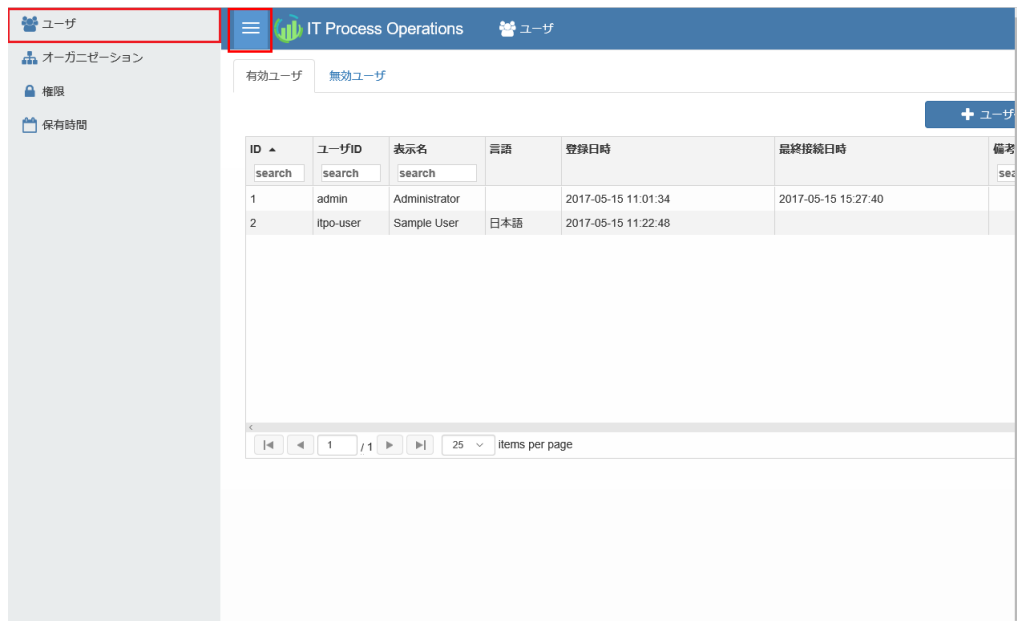 ユーザ
オーガニゼーション
権限
保有時間
IT Process Operations ユーザ
有効ユーザ 無効ユーザ
ユーザ
ID ユーザID 表示名 言語 登録日時 最終接続日時 備考
search search search
1 admin Administrator 2017-05-15 11:01:34 2017-05-15 15:27:40
2 itpo-user Sample User 日本語 2017-05-15 11:22:48
1 / 1 25 items per page